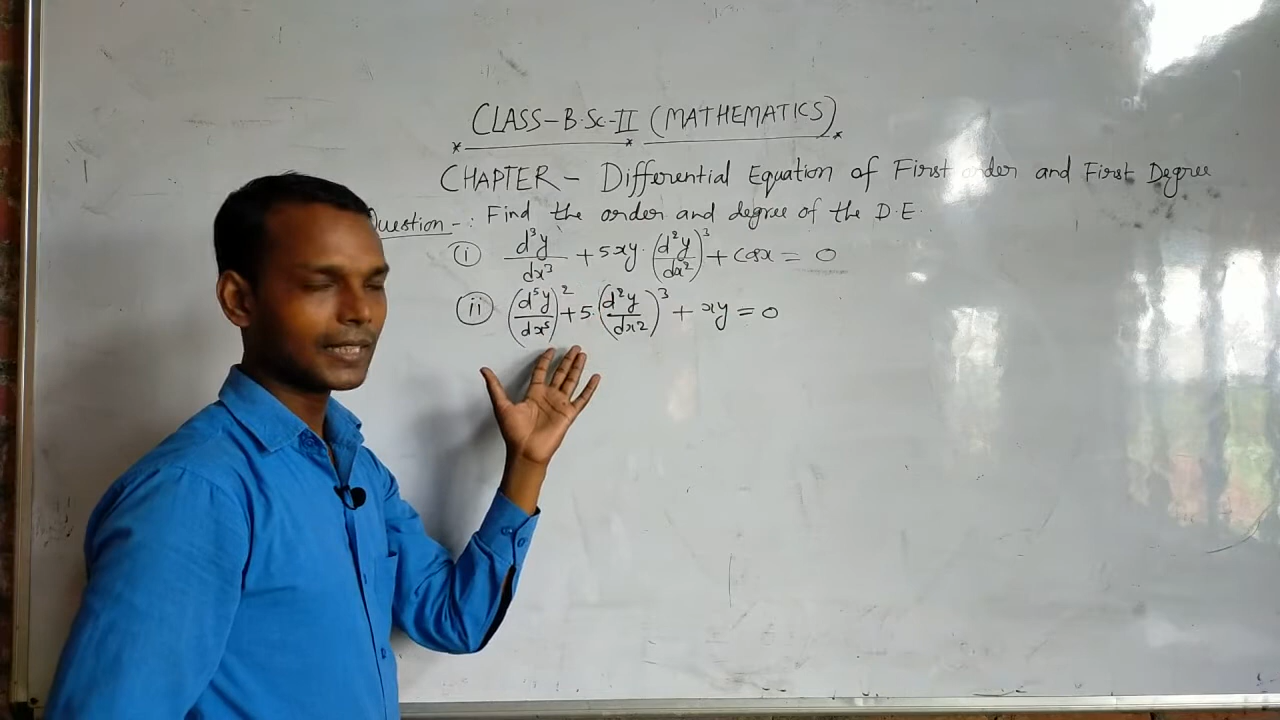 CLASS-B.Sc-II (MATHEMATICS)
CHAPTER - Differential Equation of First order and First Degree
Question -: Find the order and degree of the D.E.
(i) d³y/dx³ + 5xy·(d²y/dx²)³ + cosx = 0
(ii) (d⁵y/dx⁵)² + 5·(d²y/dx²)³ + xy = 0